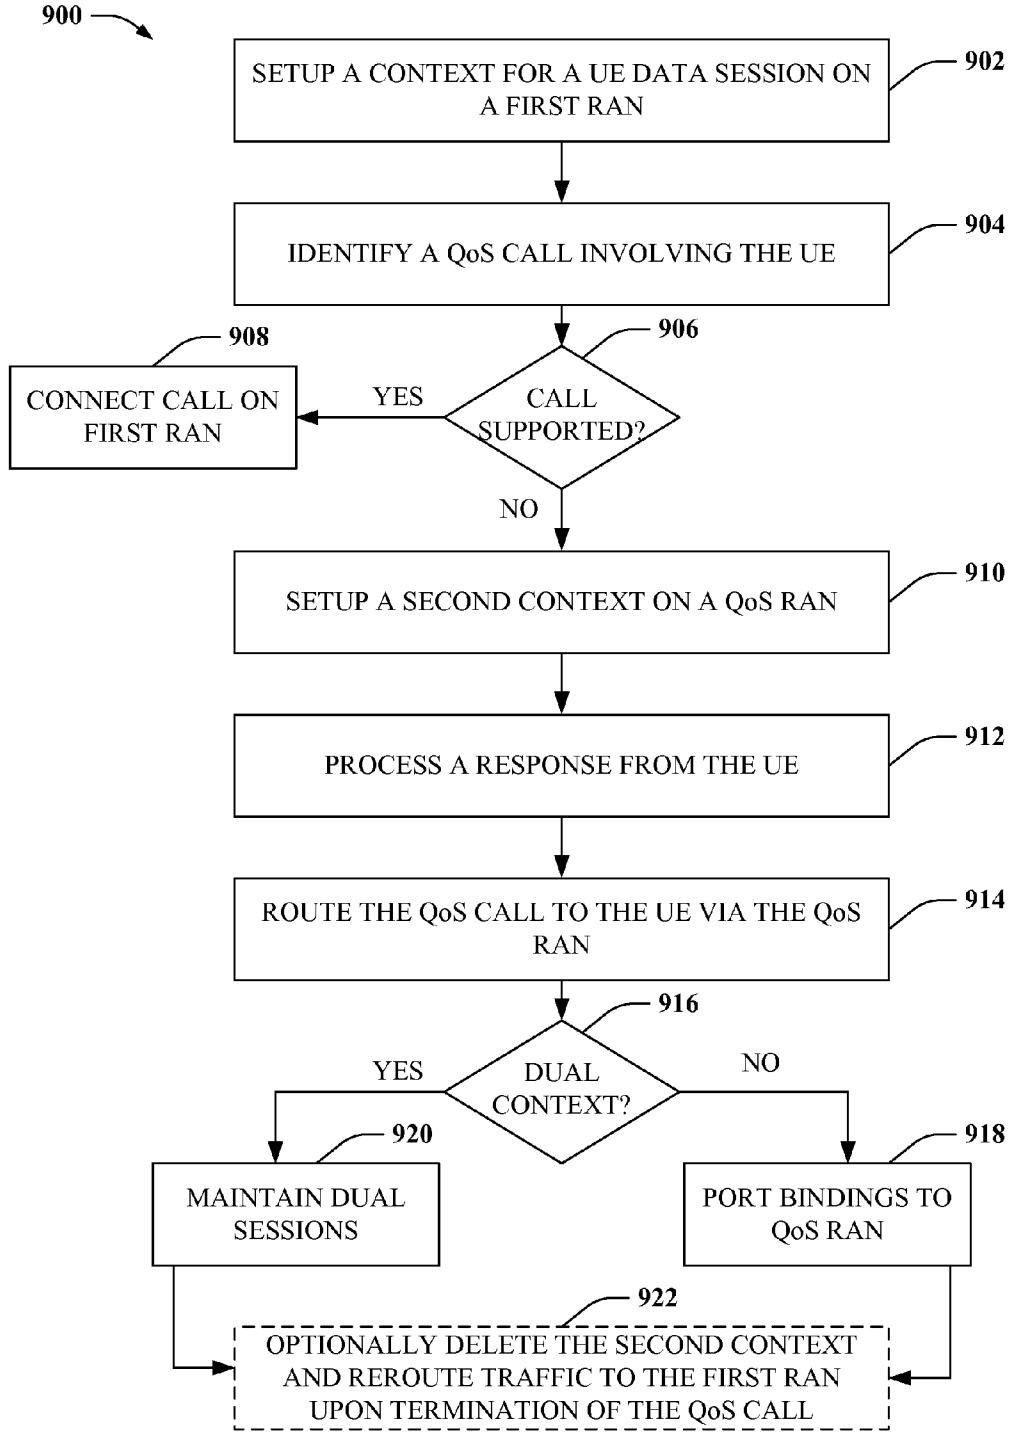 900
902
SETUP A CONTEXT FOR A UE DATA SESSION ON
A FIRST RAN
904
IDENTIFY A QoS CALL INVOLVING THE UE
906
908
CONNECT CALL ON
FIRST RAN
YES
CALL
SUPPORTED?
NO
910
SETUP A SECOND CONTEXT ON A QoS RAN
912
PROCESS A RESPONSE FROM THE UE
914
ROUTE THE QoS CALL TO THE UE VIA THE QoS
RAN
916
YES
DUAL
CONTEXT?
NO
920
MAINTAIN DUAL
SESSIONS
918
PORT BINDINGS TO
QoS RAN
922
OPTIONALLY DELETE THE SECOND CONTEXT
AND REROUTE TRAFFIC TO THE FIRST RAN
UPON TERMINATION OF THE QoS CALL